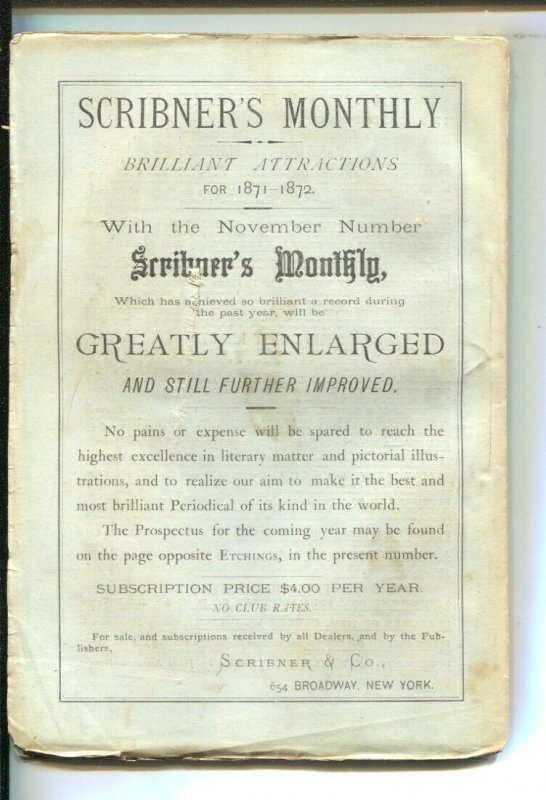 SCRIBNER'S MONTHLY
BRILLIANT ATTRACTIONS
FOR 1871-1872.
With the November Number
Scribner's Monthly,
Which has achieved so brilliant a record during
the past year, will be
GREATLY ENLARGED
AND STILL FURTHER IMPROVED.
No pains or expense will be spared to reach the
highest excellence in literary matter and pictorial illus-
trations, and to realize our aim to make it the best and
most brilliant Periodical of its kind in the world.
The Prospectus for the coming year may be found
on the page opposite ETCHINGS, in the present number.
SUBSCRIPTION PRICE $4.00 PER YEAR.
NO CLUB RATES.
For sale, and subscriptions received by all Dealers, and by the Pub-
lishers,
SCRIBNER & CO.,
654 BROADWAY, NEW YORK.